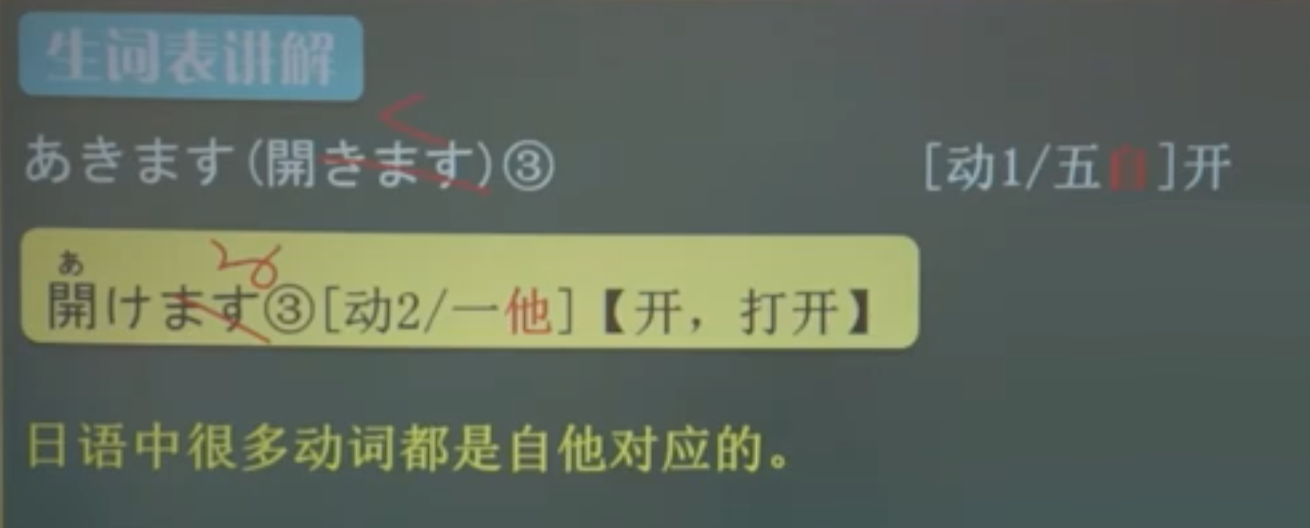 生词表讲解
く
あきます(開きます)③ [动1/五自]开
あ
る
開けます③[动2/一他]【开，打开】
日语中很多动词都是自他对应的。